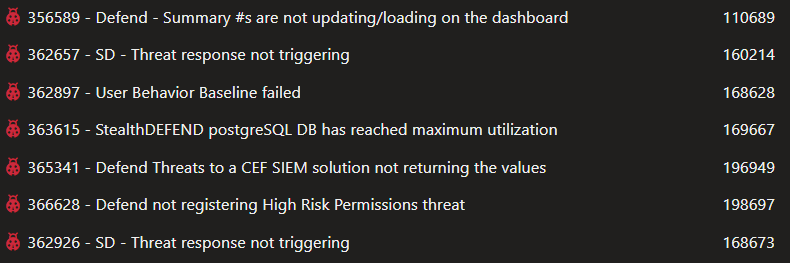 356589 - Defend - Summary #s are not updating/loading on the dashboard 110689
362657 - SD - Threat response not triggering 160214
362897 - User Behavior Baseline failed 168628
363615 - StealthDEFEND postgreSQL DB has reached maximum utilization 169667
365341 - Defend Threats to a CEF SIEM solution not returning the values 196949
366628 - Defend not registering High Risk Permissions threat 198697
362926 - SD - Threat response not triggering 168673